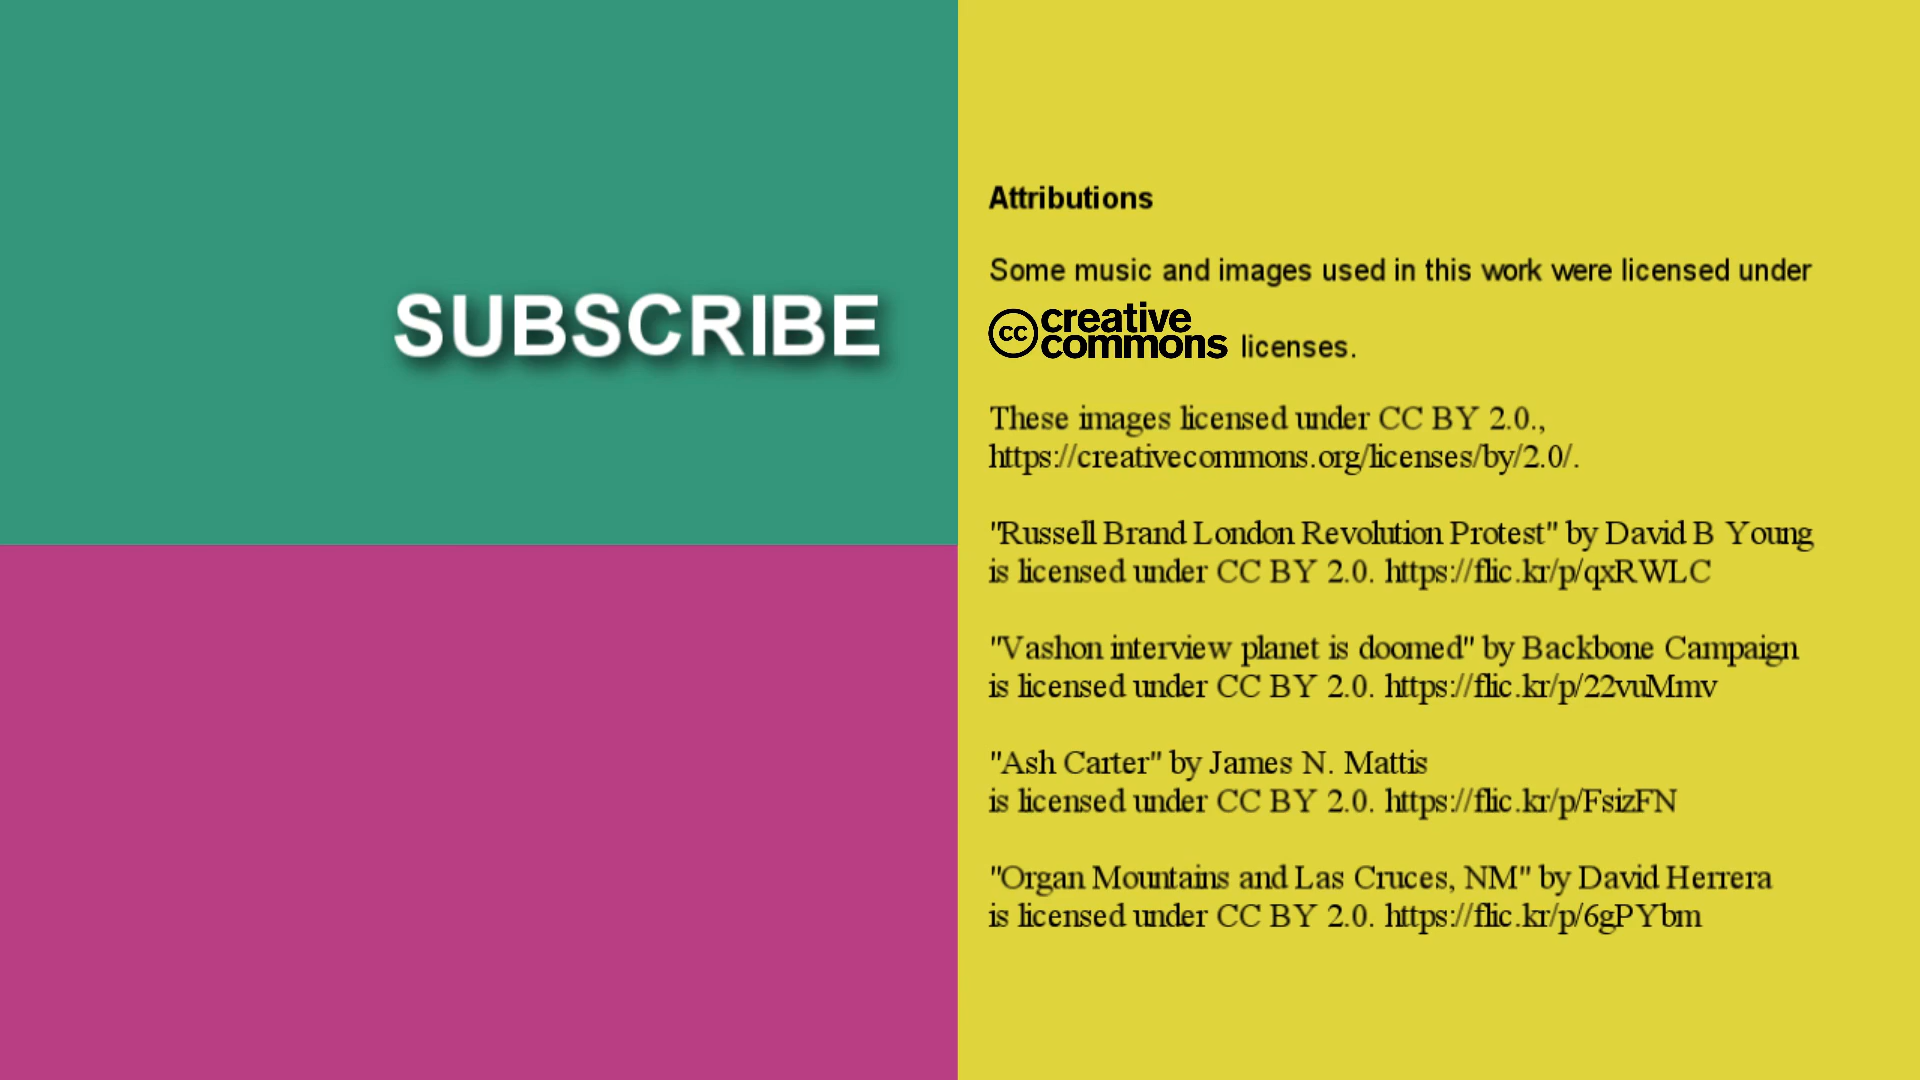 SUBSCRIBE
Attributions
Some music and images used in this work were licensed under
cc creative
commons licenses.
These images licensed under CC BY 2.0.,
https://creativecommons.org/licenses/by/2.0/.
"Russell Brand London Revolution Protest" by David B Young
is licensed under CC BY 2.0. https://flic.kr/p/qxRWLC
"Vashon interview planet is doomed" by Backbone Campaign
is licensed under CC BY 2.0. https://flic.kr/p/22vuMmv
"Ash Carter" by James N. Mattis
is licensed under CC BY 2.0. https://flic.kr/p/FsizFN
"Organ Mountains and Las Cruces, NM" by David Herrera
is licensed under CC BY 2.0. https://flic.kr/p/6gPYbm